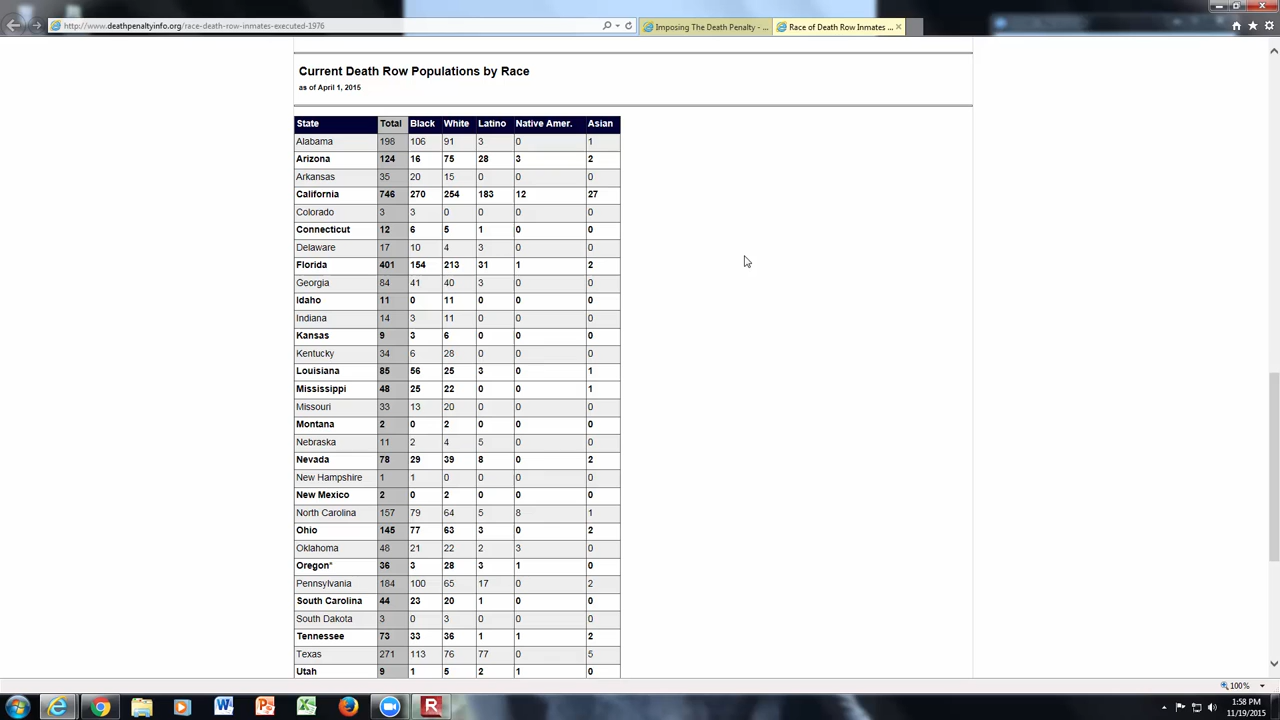 http://www.deathpenaltyinfo.org/race-death-row-inmates-executed-1976
Imposing The Death Penalty - ...
Race of Death Row Inmates ...
Current Death Row Populations by Race
as of April 1, 2015
State Total Black White Latino Native Amer. Asian
Alabama 198 106 91 3 0 1
Arizona 124 16 75 28 3 2
Arkansas 35 20 15 0 0 0
California 746 270 254 183 12 27
Colorado 3 3 0 0 0 0
Connecticut 12 6 5 1 0 0
Delaware 17 10 4 3 0 0
Florida 401 154 213 31 1 2
Georgia 84 41 40 3 0 0
Idaho 11 0 11 0 0 0
Indiana 14 3 11 0 0 0
Kansas 9 3 6 0 0 0
Kentucky 34 6 28 0 0 0
Louisiana 85 56 25 3 0 1
Mississippi 48 25 22 0 0 1
Missouri 33 13 20 0 0 0
Montana 2 0 2 0 0 0
Nebraska 11 2 4 5 0 0
Nevada 78 29 39 8 0 2
New Hampshire 1 1 0 0 0 0
New Mexico 2 0 2 0 0 0
North Carolina 157 79 64 5 8 1
Ohio 145 77 63 3 0 2
Oklahoma 48 21 22 2 3 0
Oregon* 36 3 28 3 1 0
Pennsylvania 184 100 65 17 0 2
South Carolina 44 23 20 1 0 0
South Dakota 3 0 3 0 0 0
Tennessee 73 33 36 1 1 2
Texas 271 113 76 77 0 5
Utah 9 1 5 2 1 0
100%
1:58 PM
11/19/2015